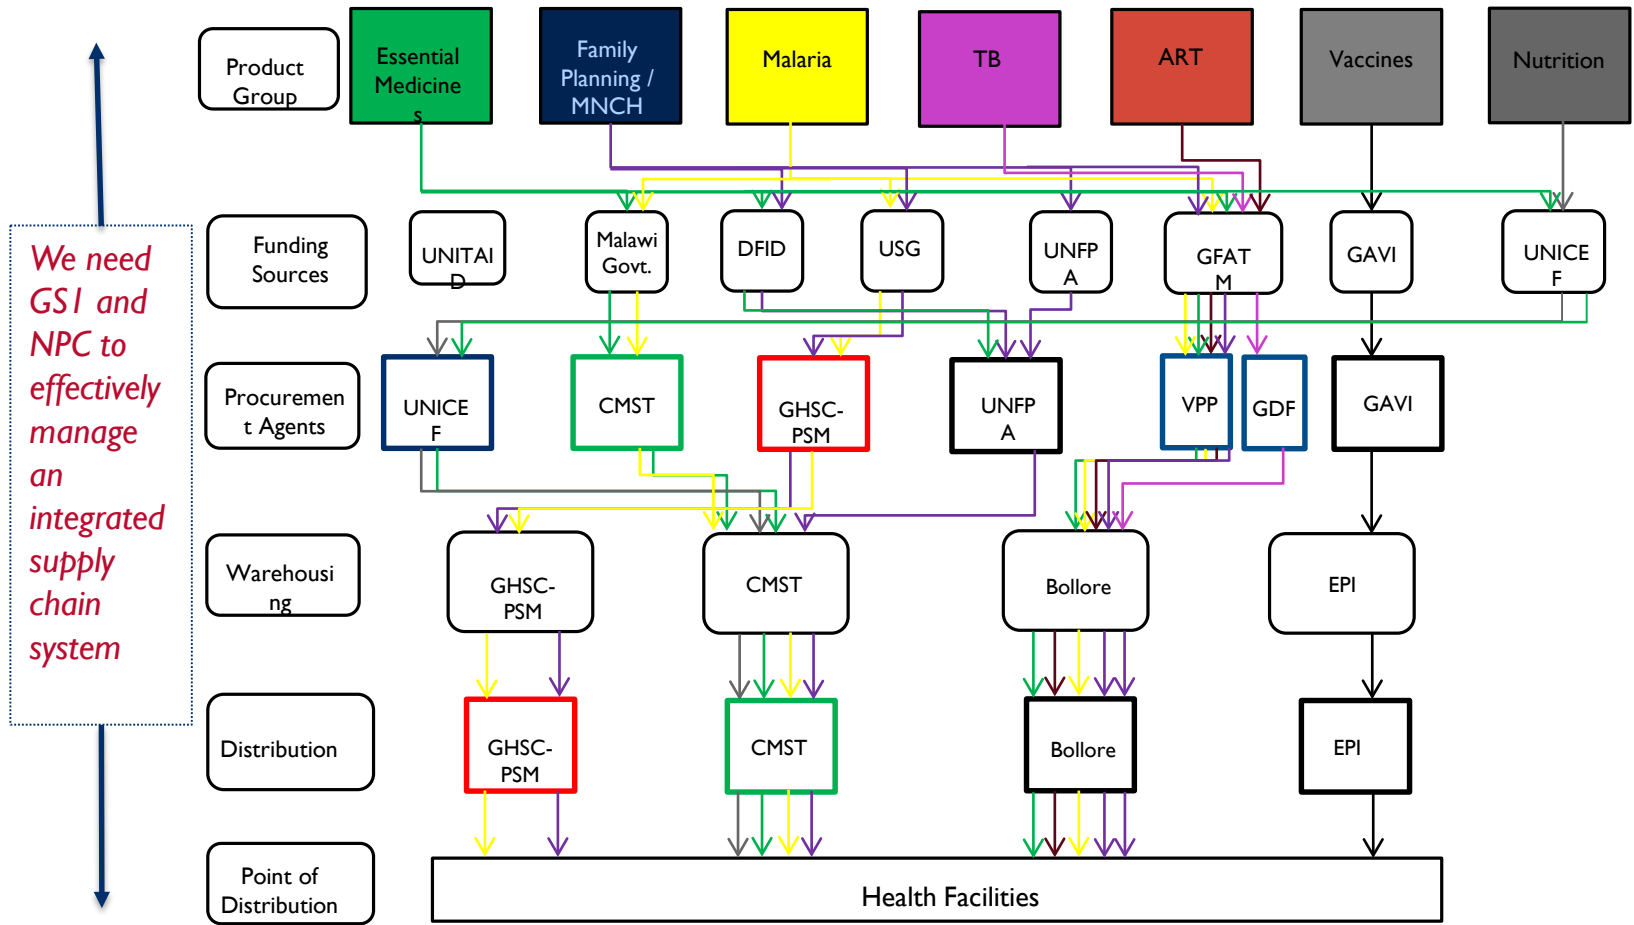 We need
GS1 and
NPC to
effectively
manage
an
integrated
supply
chain
system
Product
Group
Essential
Medicine
s
Family
Planning /
MNCH
Malaria
TB
ART
Vaccines
Nutrition
Funding
Sources
UNITAI
D
Malawi
Govt.
DFID
USG
UNFP
A
GFAT
M
GAVI
UNICE
F
Procuremen
t Agents
UNICE
F
CMST
GHSC-
PSM
UNFP
A
VPP
GDF
GAVI
Warehousi
ng
GHSC-
PSM
CMST
Bollore
EPI
Distribution
GHSC-
PSM
CMST
Bollore
EPI
Point of
Distribution
Health Facilities